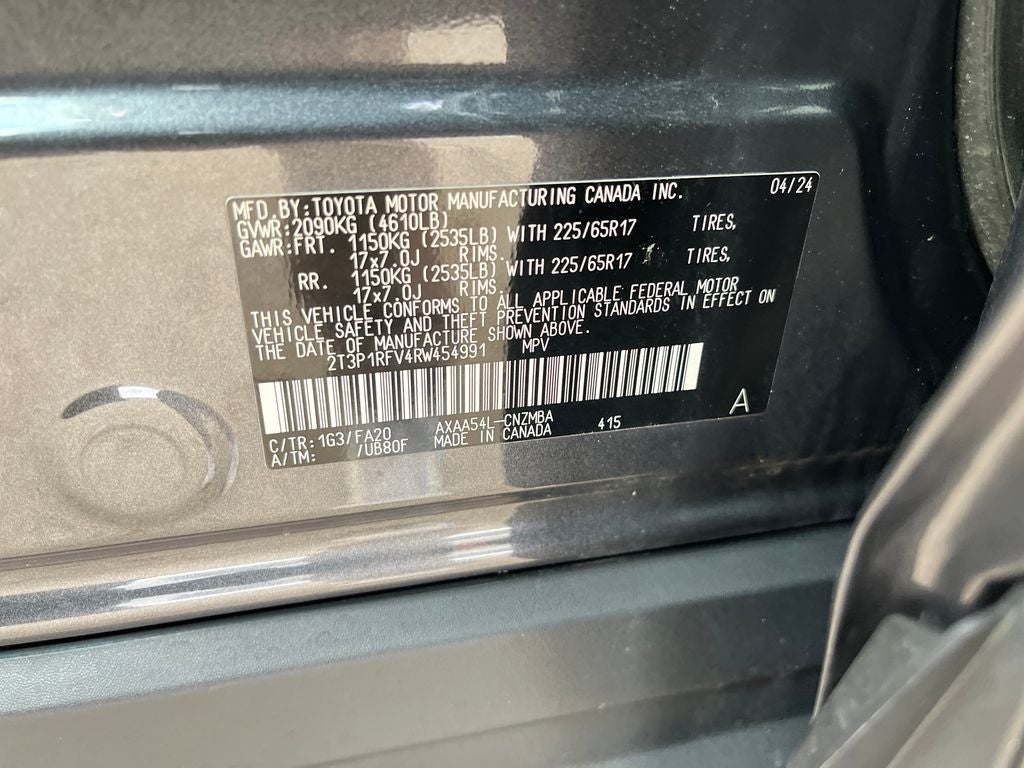 MFD.BY:TOYOTA MOTOR MANUFACTURING CANADA INC. 04/24
GVWR:2090KG (4610LB)
GAWR:FRT. 1150KG (2535LB) WITH 225/65R17 TIRES,
17x7.0J RIMS.
RR. 1150KG (2535LB) WITH 225/65R17 TIRES,
17x7.0J RIMS.
THIS VEHICLE CONFORMS TO ALL APPLICABLE FEDERAL MOTOR
VEHICLE SAFETY AND THEFT PREVENTION STANDARDS IN EFFECT ON
THE DATE OF MANUFACTURE SHOWN ABOVE.
2T3P1RFV4RW454991 MPV
C/TR:1G3/FA20 AXAA54L-CNZMBA 415 A
A/TM: /UB80F MADE IN CANADA